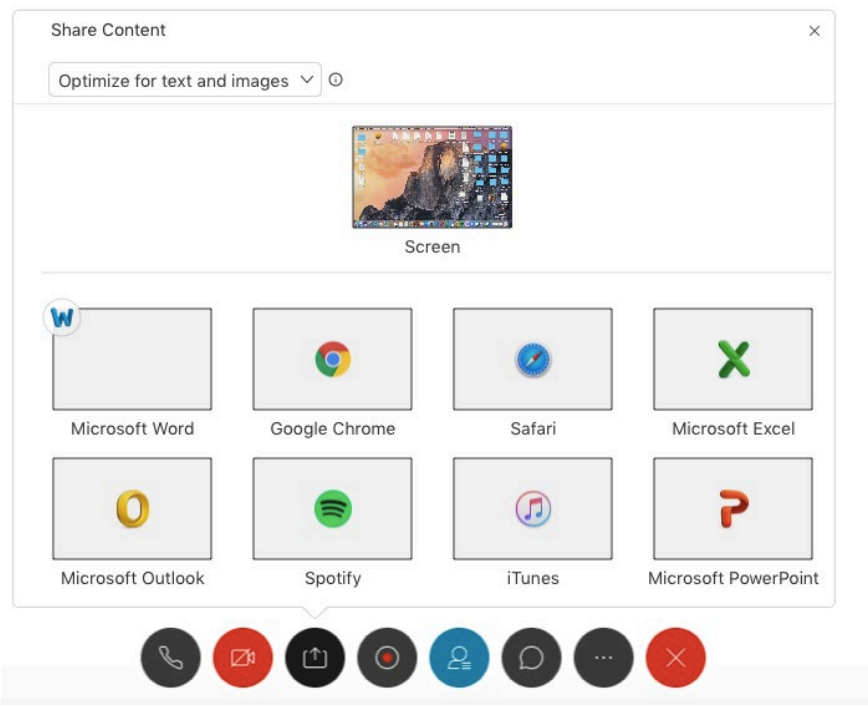 Share Content
Optimize for text and images
Screen
Microsoft Word
Google Chrome
Safari
Microsoft Excel
Microsoft Outlook
Spotify
iTunes
Microsoft PowerPoint